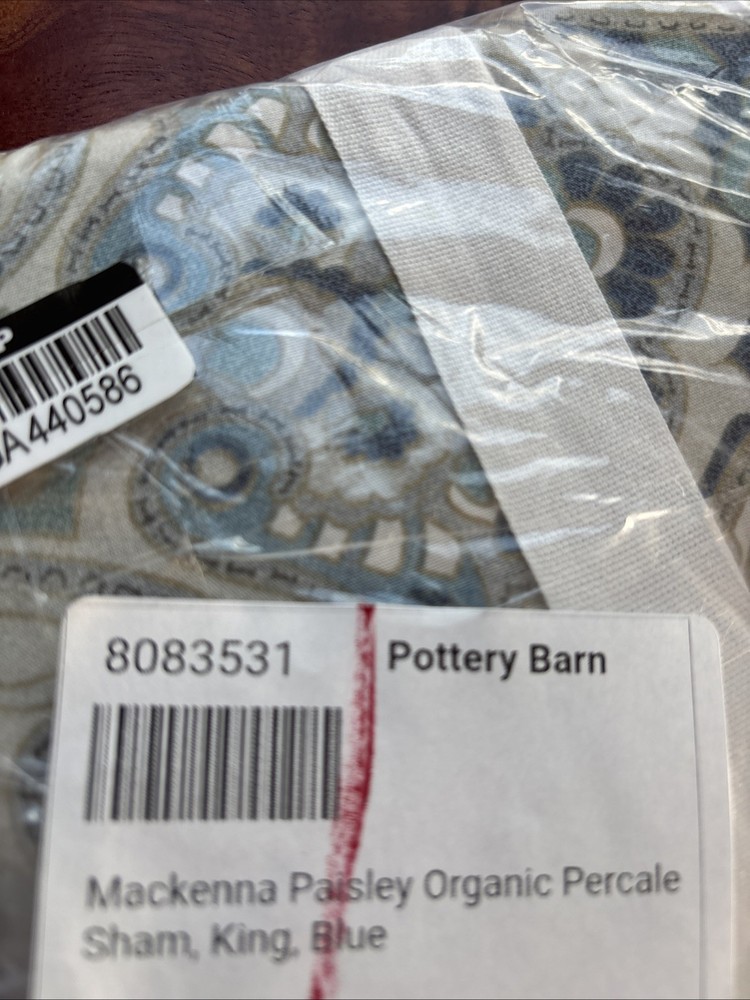 P
A440586
8083531
Pottery Barn
Mackenna Paisley Organic Percale
Sham, King, Blue